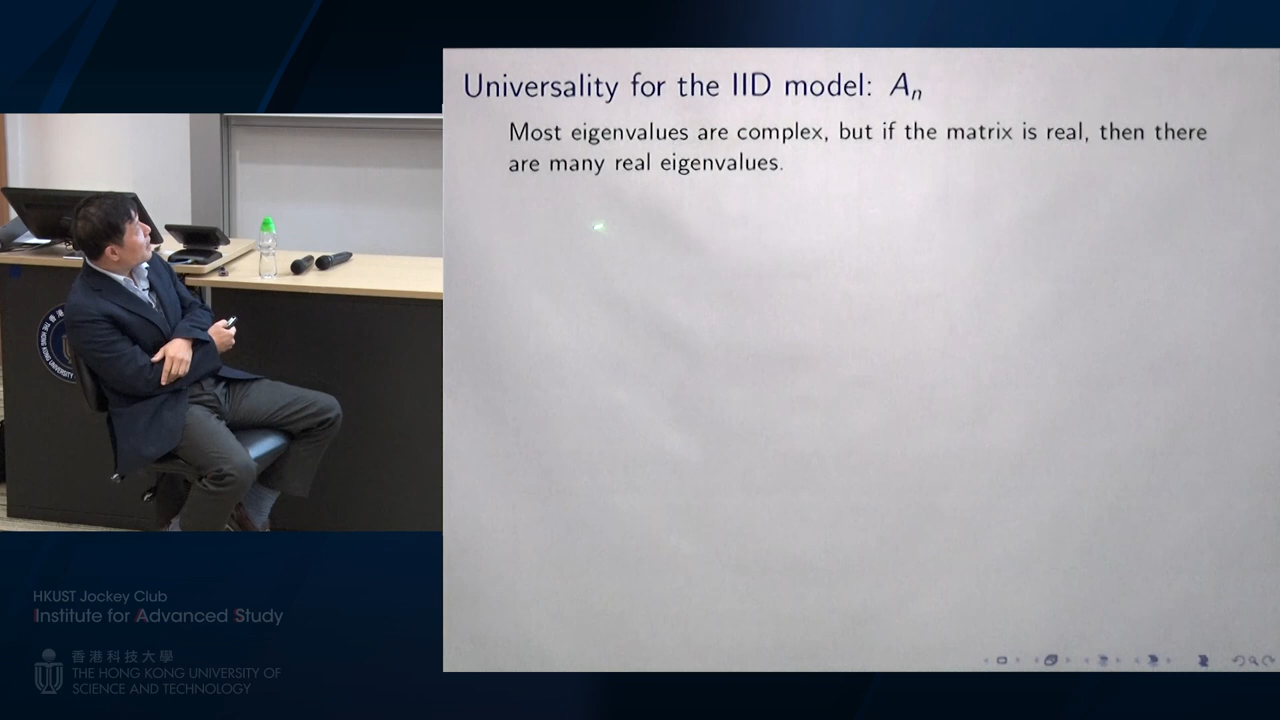 Universality for the IID model: An
Most eigenvalues are complex, but if the matrix is real, then there
are many real eigenvalues.
HKUST Jockey Club
Institute for Advanced Study
香港科技大學
THE HONG KONG UNIVERSITY OF
SCIENCE AND TECHNOLOGY